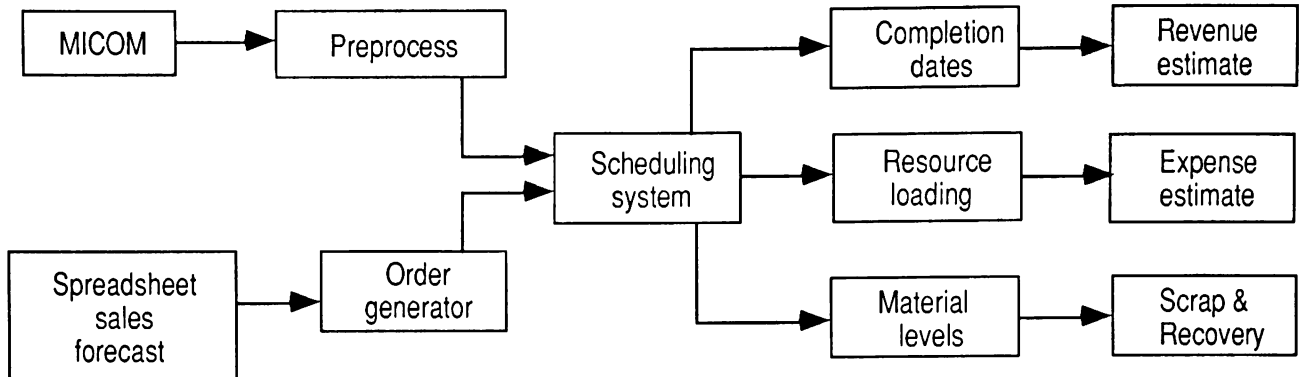 MICOM
Preprocess
Completion
dates
Revenue
estimate
Scheduling
system
Resource
loading
Expense
estimate
Spreadsheet
sales
forecast
Order
generator
Material
levels
Scrap &
Recovery